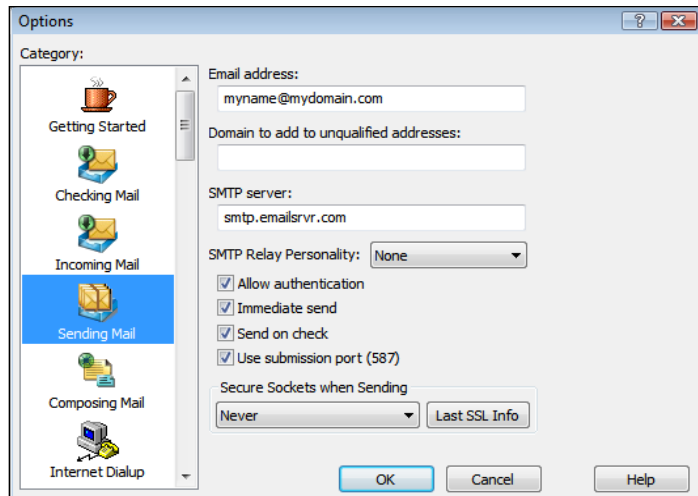 Options
Category:
Getting Started
Checking Mail
Incoming Mail
Sending Mail
Composing Mail
Internet Dialup
Email address:
myname@mydomain.com
Domain to add to unqualified addresses:
SMTP server:
smtp.emailsrvr.com
SMTP Relay Personality: None
Allow authentication
Immediate send
Send on check
Use submission port (587)
Secure Sockets when Sending
Never Last SSL Info
OK Cancel Help